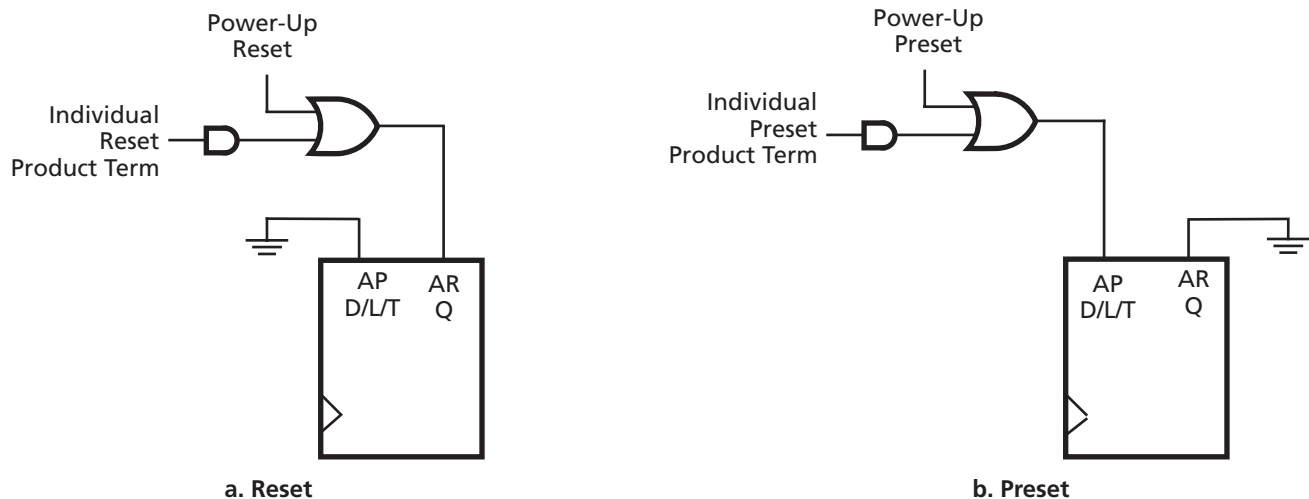 Power-Up
Reset
Individual
Reset
Product Term
AP
AR
D/L/T
Q
a. Reset
Power-Up
Preset
Individual
Preset
Product Term
AP
AR
D/L/T
Q
b. Preset